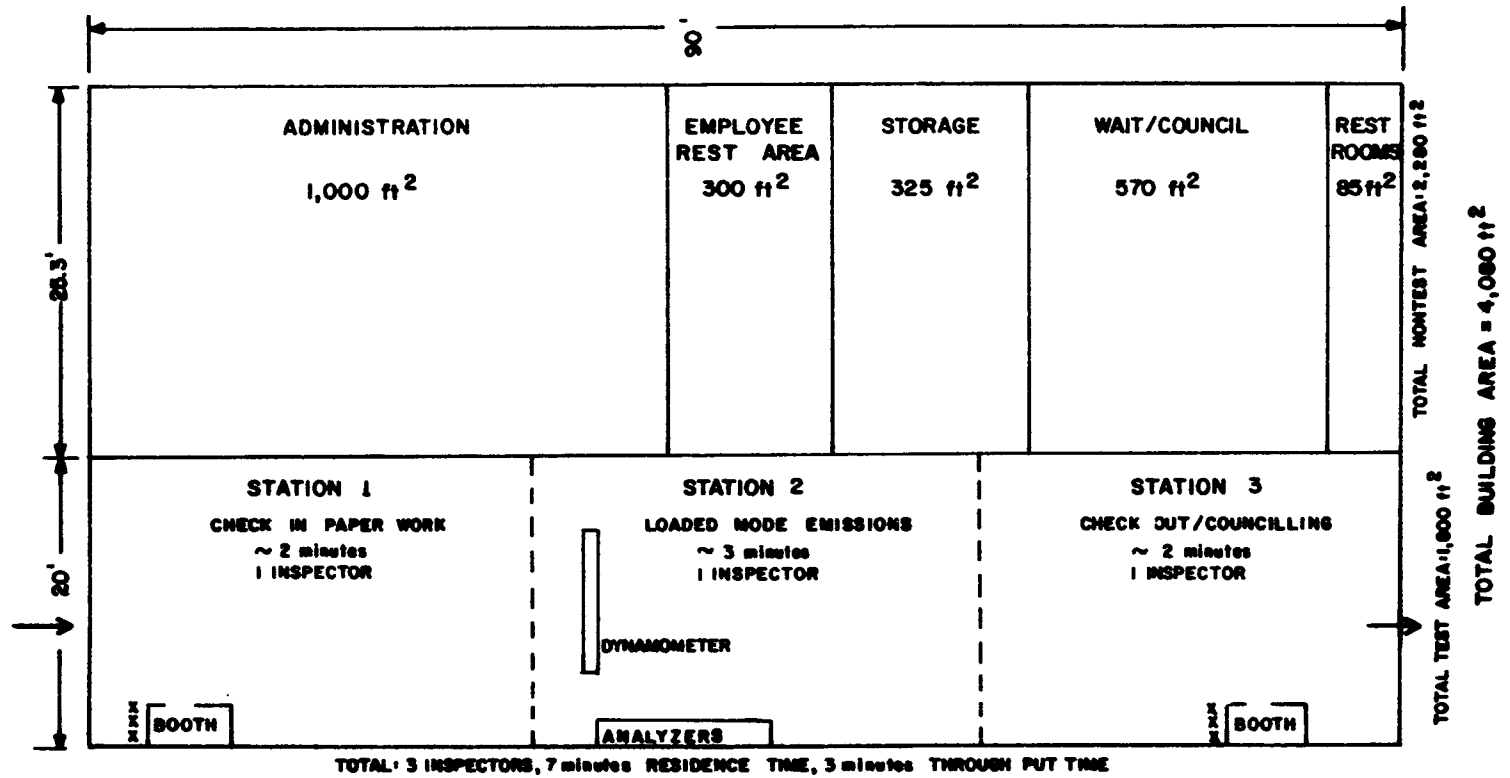 90'
ADMINISTRATION
1,000 ft²
EMPLOYEE
REST AREA
300 ft²
STORAGE
325 ft²
WAIT/COUNCIL
570 ft²
REST
ROOMS
85 ft²
25.3'
20'
TOTAL NONTEST AREA: 2,280 ft²
TOTAL BUILDING AREA = 4,080 ft²
STATION 1
CHECK IN PAPER WORK
~ 2 minutes
1 INSPECTOR
STATION 2
LOADED MODE EMISSIONS
~ 3 minutes
1 INSPECTOR
STATION 3
CHECK OUT/COUNCILLING
~ 2 minutes
1 INSPECTOR
TOTAL TEST AREA: 1,800 ft²
DYNAMOMETER
XXX
BOOTH
ANALYZERS
XXX
BOOTH
TOTAL: 3 INSPECTORS, 7 minutes RESIDENCE TIME, 3 minutes THROUGH PUT TIME